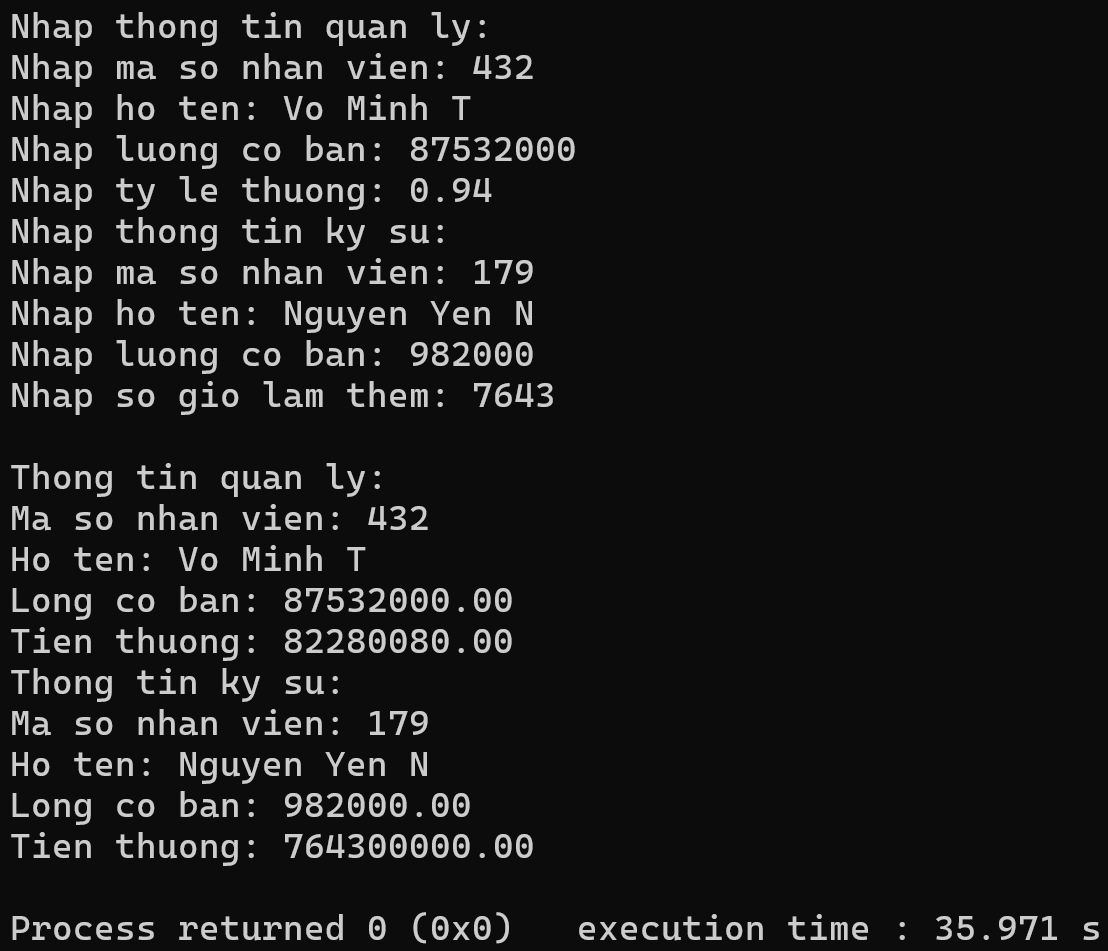 Nhap thong tin quan ly:
Nhap ma so nhan vien: 432
Nhap ho ten: Vo Minh T
Nhap luong co ban: 87532000
Nhap ty le thuong: 0.94
Nhap thong tin ky su:
Nhap ma so nhan vien: 179
Nhap ho ten: Nguyen Yen N
Nhap luong co ban: 982000
Nhap so gio lam them: 7643

Thong tin quan ly:
Ma so nhan vien: 432
Ho ten: Vo Minh T
Long co ban: 87532000.00
Tien thuong: 82280080.00
Thong tin ky su:
Ma so nhan vien: 179
Ho ten: Nguyen Yen N
Long co ban: 982000.00
Tien thuong: 764300000.00

Process returned 0 (0x0)   execution time : 35.971 s